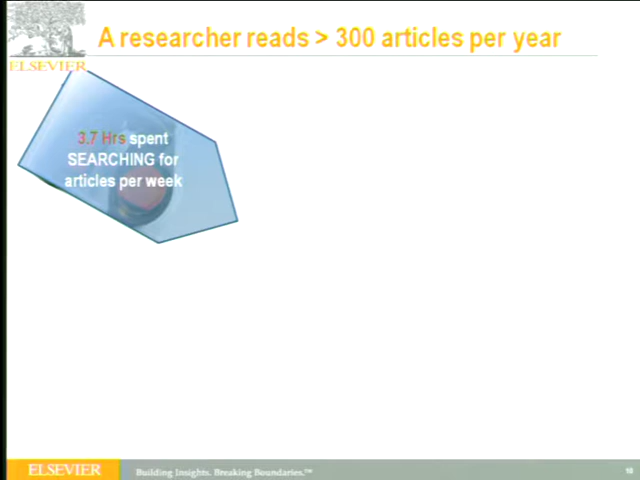 A researcher reads > 300 articles per year
ELSEVIER
3.7 Hrs spent
SEARCHING for
articles per week
ELSEVIER
Building Insights. Breaking Boundaries.™
10